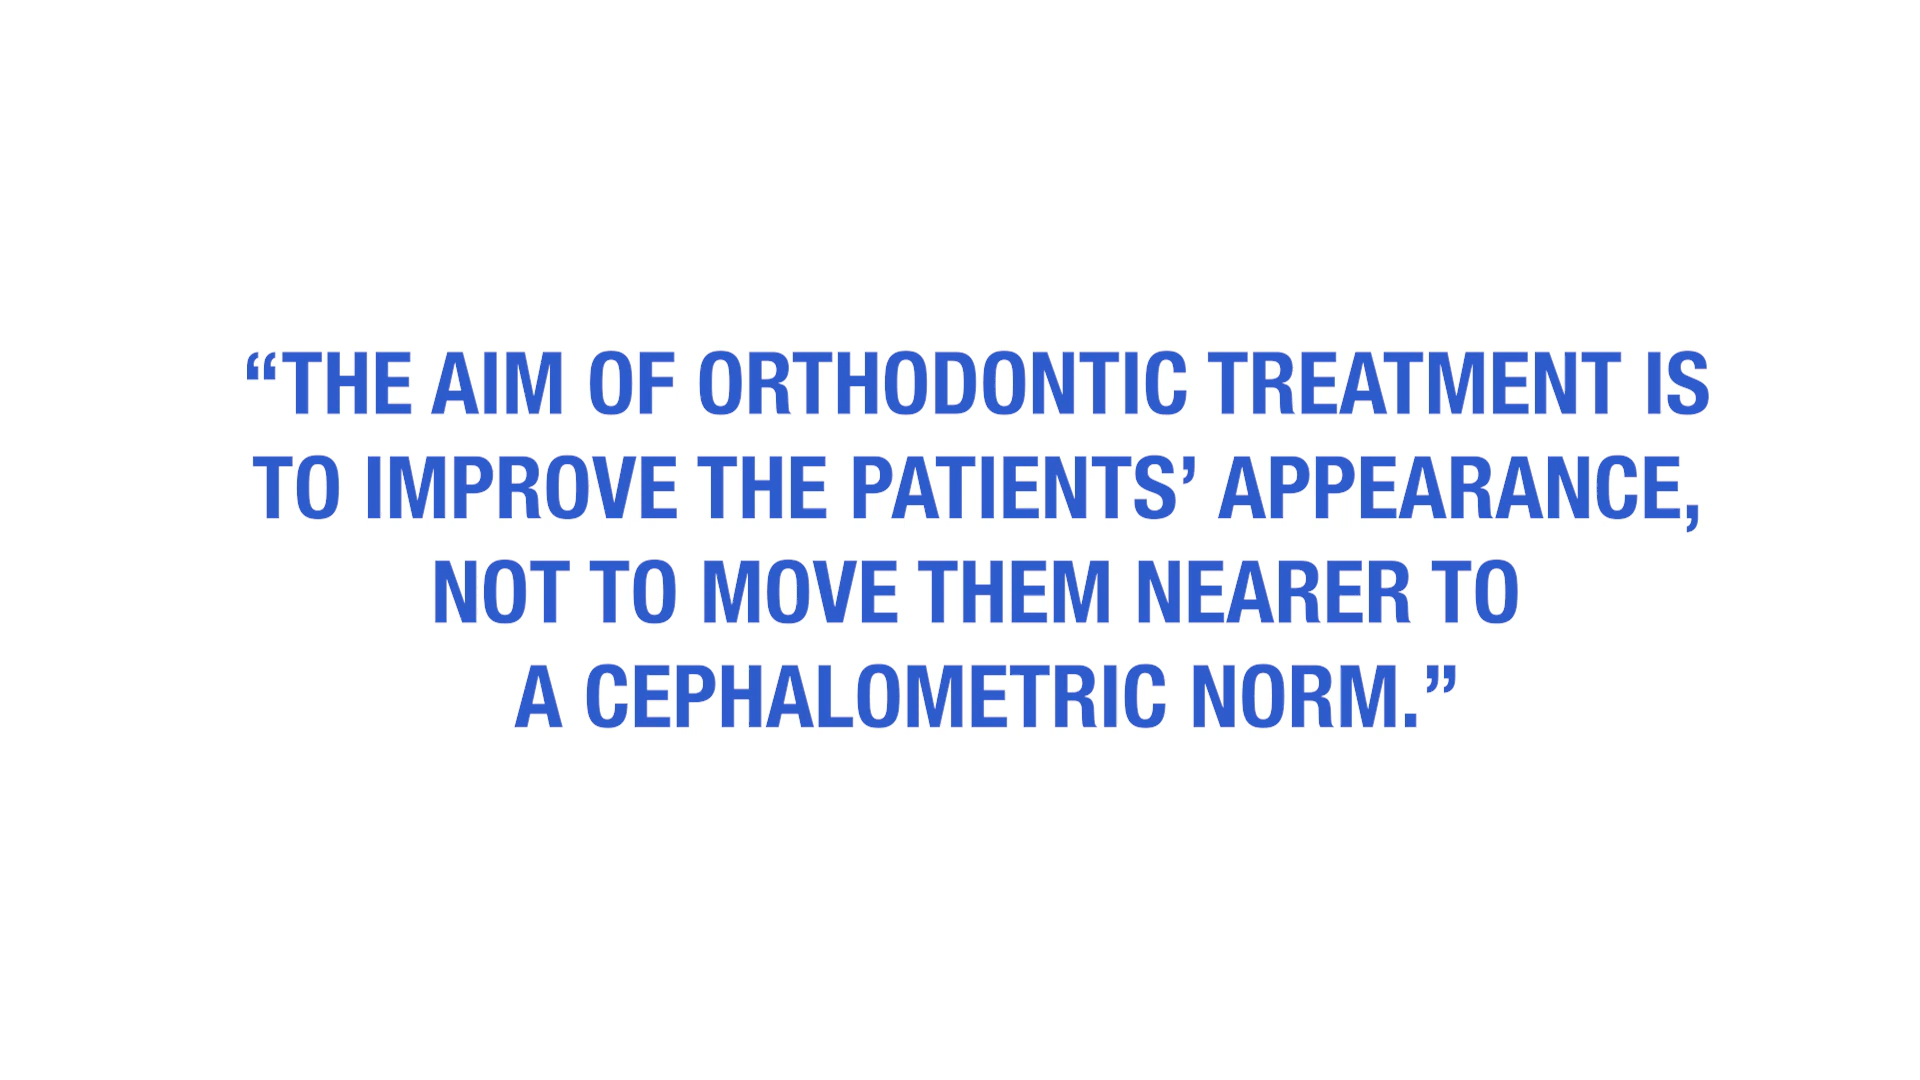 “THE AIM OF ORTHODONTIC TREATMENT IS
TO IMPROVE THE PATIENTS’ APPEARANCE,
NOT TO MOVE THEM NEARER TO
A CEPHALOMETRIC NORM.”